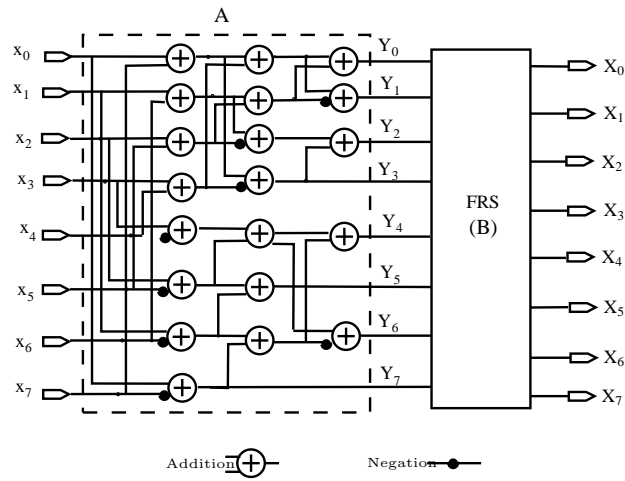 A
x0
x1
x2
x3
x4
x5
x6
x7
Y0
Y1
Y2
Y3
Y4
Y5
Y6
Y7
FRS
(B)
X0
X1
X2
X3
X4
X5
X6
X7
Addition
Negation